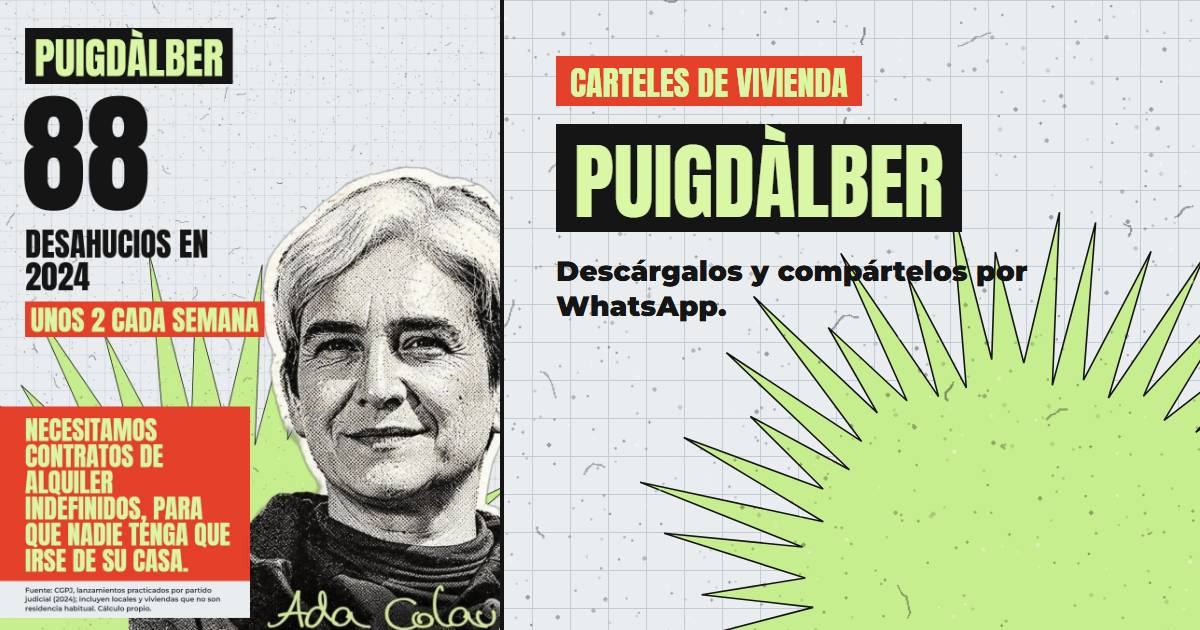 PUIGDÀLBER
88
DESAHUCIOS EN
2024
UNOS 2 CADA SEMANA
NECESITAMOS
CONTRATOS DE
ALQUILER
INDEFINIDOS, PARA
QUE NADIE TENGA QUE
IRSE DE SU CASA.
Fuente: CGPJ, lanzamientos practicados por partido
judicial (2024); incluyen locales y viviendas que no son
residencia habitual. Cálculo propio.
Ada Colau
CARTELES DE VIVIENDA
PUIGDÀLBER
Descárgalos y compártelos por
WhatsApp.